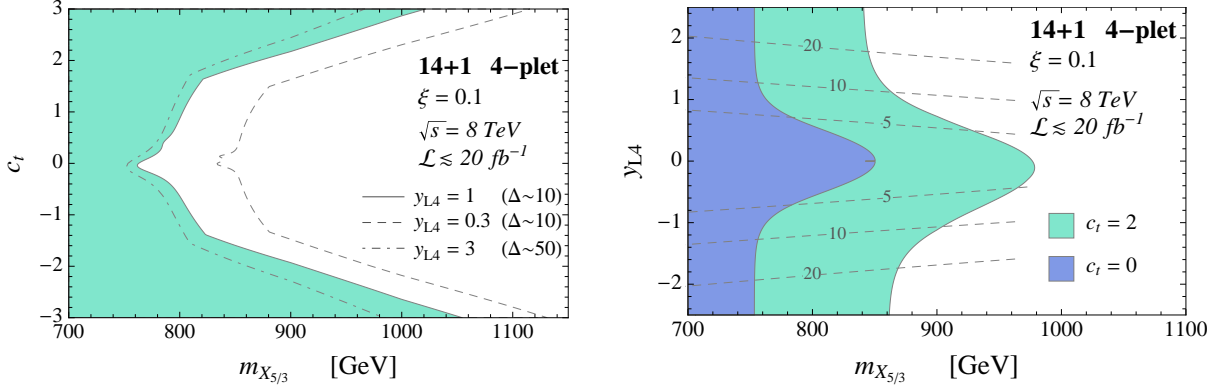 3
2
1
0
−1
−2
−3
c_t
14+1 4−plet
ξ = 0.1
√s = 8 TeV
ℒ ≲ 20 fb⁻¹
y_L4 = 1 (Δ~10)
y_L4 = 0.3 (Δ~10)
y_L4 = 3 (Δ~50)
700 800 900 1000 1100
m_X5/3 [GeV]
2
1
0
−1
−2
y_L4
20
10
5
5
10
20
14+1 4−plet
ξ = 0.1
√s = 8 TeV
ℒ ≲ 20 fb⁻¹
c_t = 2
c_t = 0
700 800 900 1000 1100
m_X5/3 [GeV]